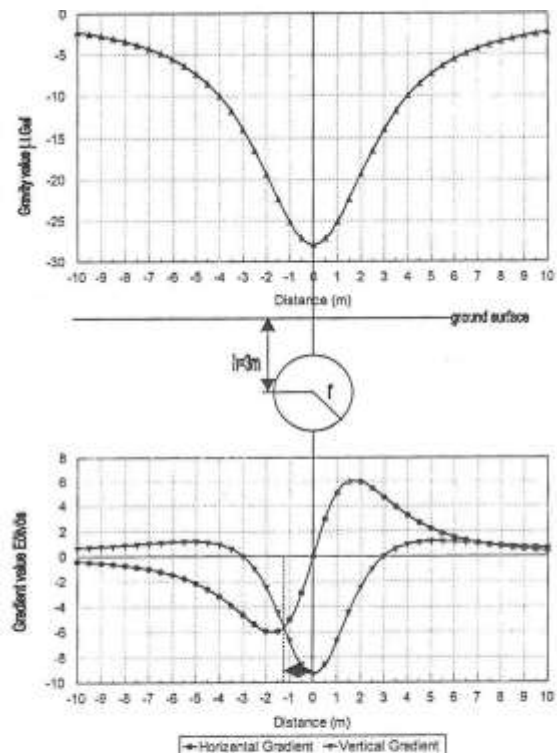 0
-5
-10
-15
-20
-25
-30
Gravity value μGal
-10 -9 -8 -7 -6 -5 -4 -3 -2 -1 0 1 2 3 4 5 6 7 8 9 10
Distance (m)
ground surface
h=3m
r
8
6
4
2
0
-2
-4
-6
-8
-10
Gradient value Eötvös
-10 -9 -8 -7 -6 -5 -4 -3 -2 -1 0 1 2 3 4 5 6 7 8 9 10
Distance (m)
Horizantal Gradient Vertical Gradient